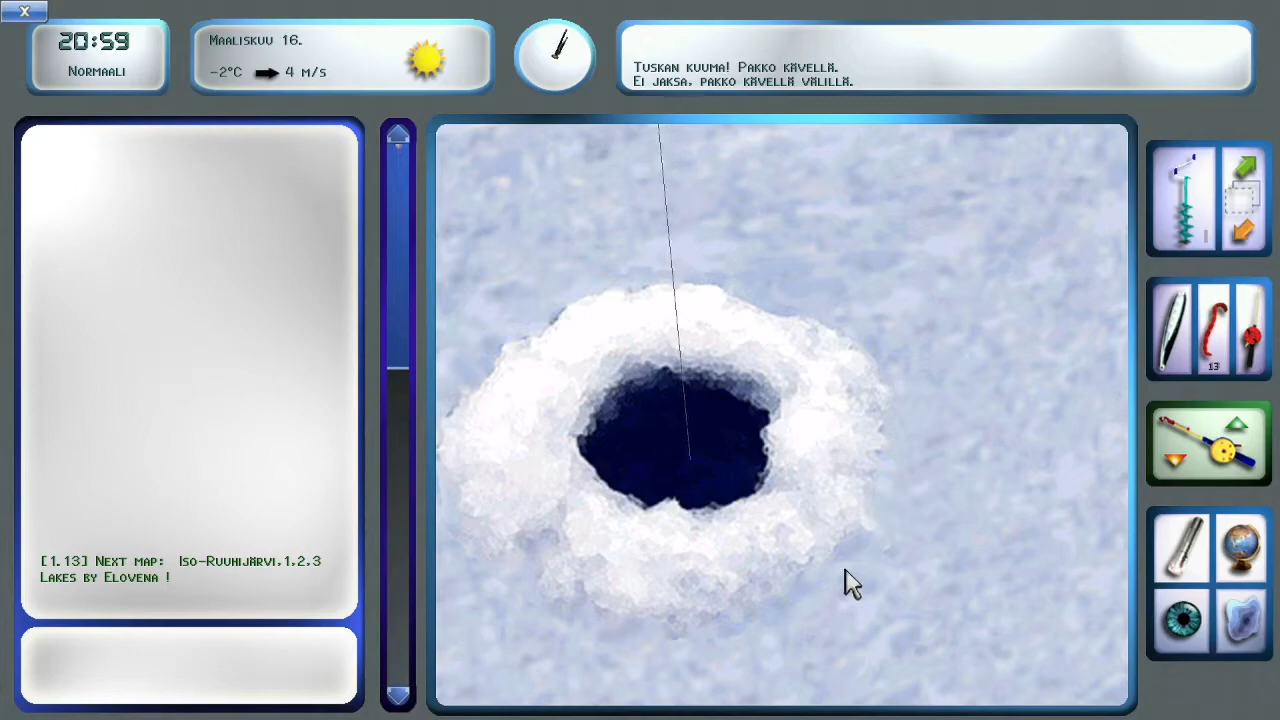 X
20:59
Normaali
Maaliskuu 16.
-2°C
4 m/s
Tuskan kuuma! Pakko kävellä.
Ei jaksa, pakko kävellä välillä.
13
[1.13] Next map: Iso-Ruuhijärvi,1,2,3
Lakes by Elovena !